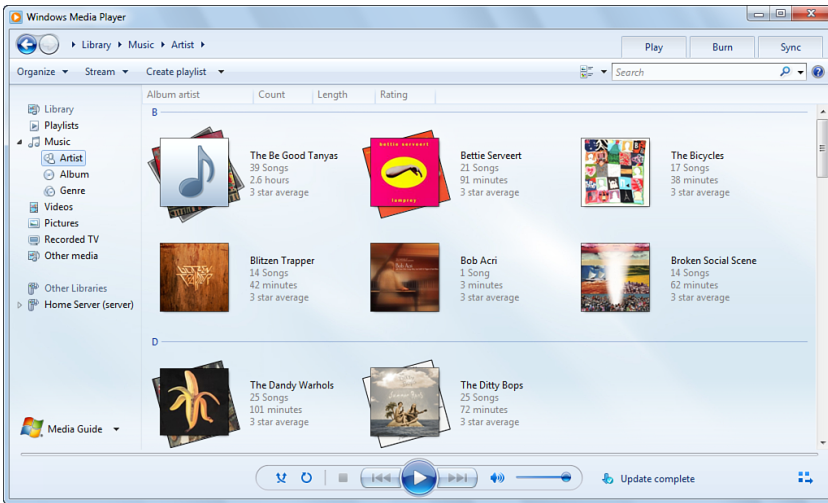 Windows Media Player
Library Music Artist
Play Burn Sync
Organize Stream Create playlist
Search
Album artist Count Length Rating
Library
Playlists
Music
Artist
Album
Genre
Videos
Pictures
Recorded TV
Other media
Other Libraries
Home Server (server)
Media Guide
B
The Be Good Tanyas
39 Songs
2.6 hours
3 star average
bettie serveert
lamprey
Bettie Serveert
21 Songs
91 minutes
3 star average
The Bicycles
17 Songs
38 minutes
3 star average
Blitzen Trapper
14 Songs
42 minutes
3 star average
Bob Acri
Bob Acri
1 Song
3 minutes
3 star average
Broken Social Scene
14 Songs
62 minutes
3 star average
D
The Dandy Warhols
25 Songs
101 minutes
3 star average
The Ditty Bops
25 Songs
72 minutes
3 star average
Update complete